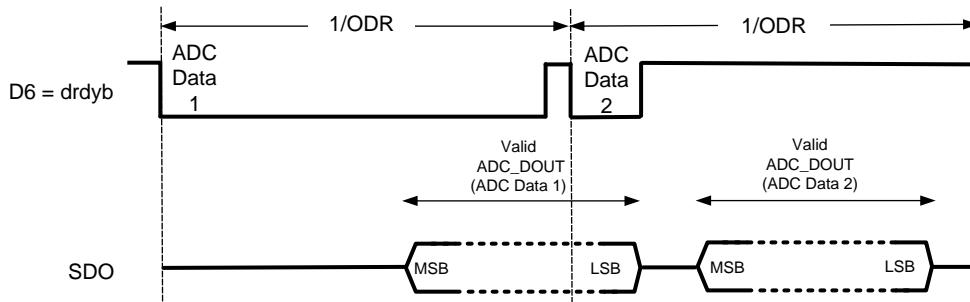 1/ODR 1/ODR
ADC
Data
1
ADC
Data
2
D6 = drdyb
Valid
ADC_DOUT
(ADC Data 1)
Valid
ADC_DOUT
(ADC Data 2)
SDO
MSB LSB MSB LSB